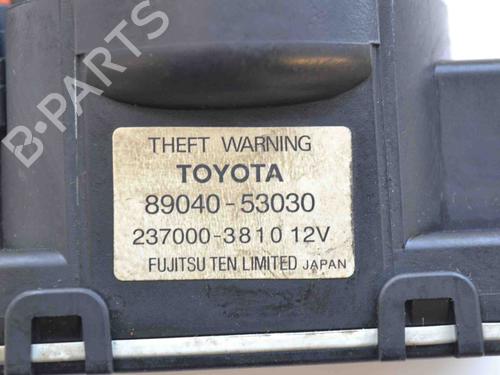 B-PARTS
THEFT WARNING
TOYOTA
89040-53030
237000-3810 12V
FUJITSU TEN LIMITED JAPAN